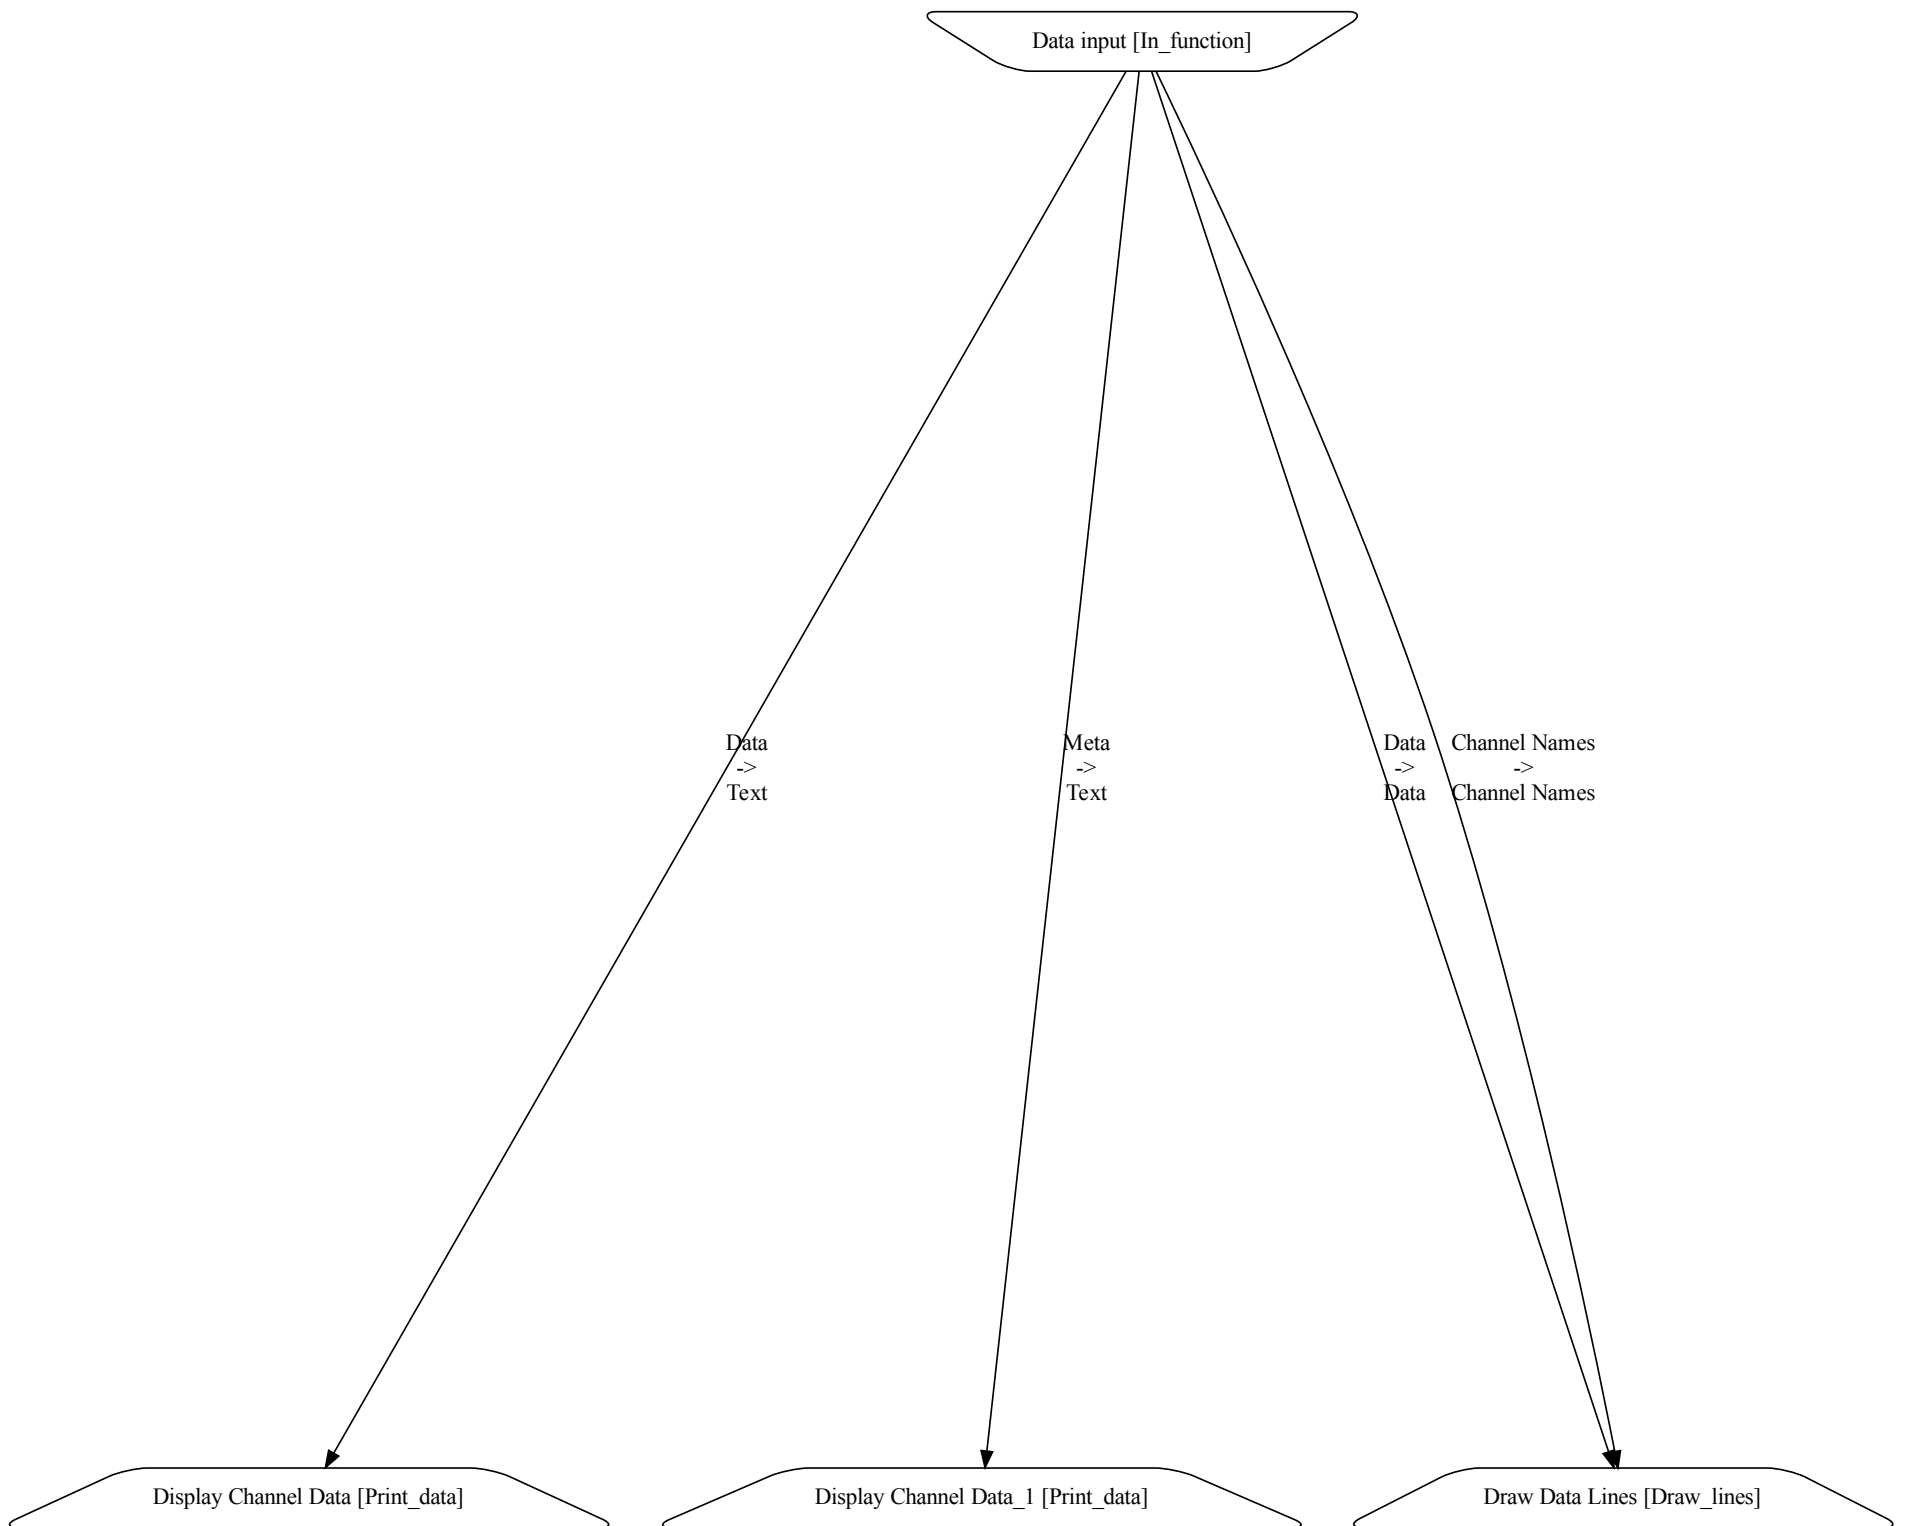 Data input [In_function]
Data
->
Text
Meta
->
Text
Data
->
Data
Channel Names
->
Channel Names
Display Channel Data [Print_data]
Display Channel Data_1 [Print_data]
Draw Data Lines [Draw_lines]